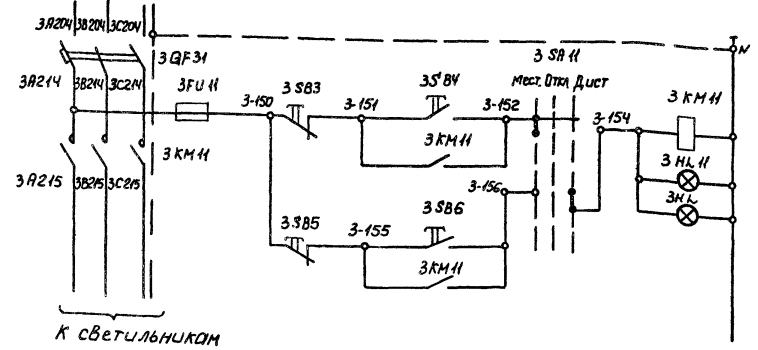 3A204 3B204 3C204
3QF31
3A214 3B214 3C214
3FU11
3-150
3SB3
3-151
3SB4
3-152
3SA11
Мест. Откл Дист
3-154
3KM11
N
3KM11
3KM11
3HL11
3HL
3A215 3B215 3C215
3-156
3SB5
3-155
3SB6
3KM11
К светильникам